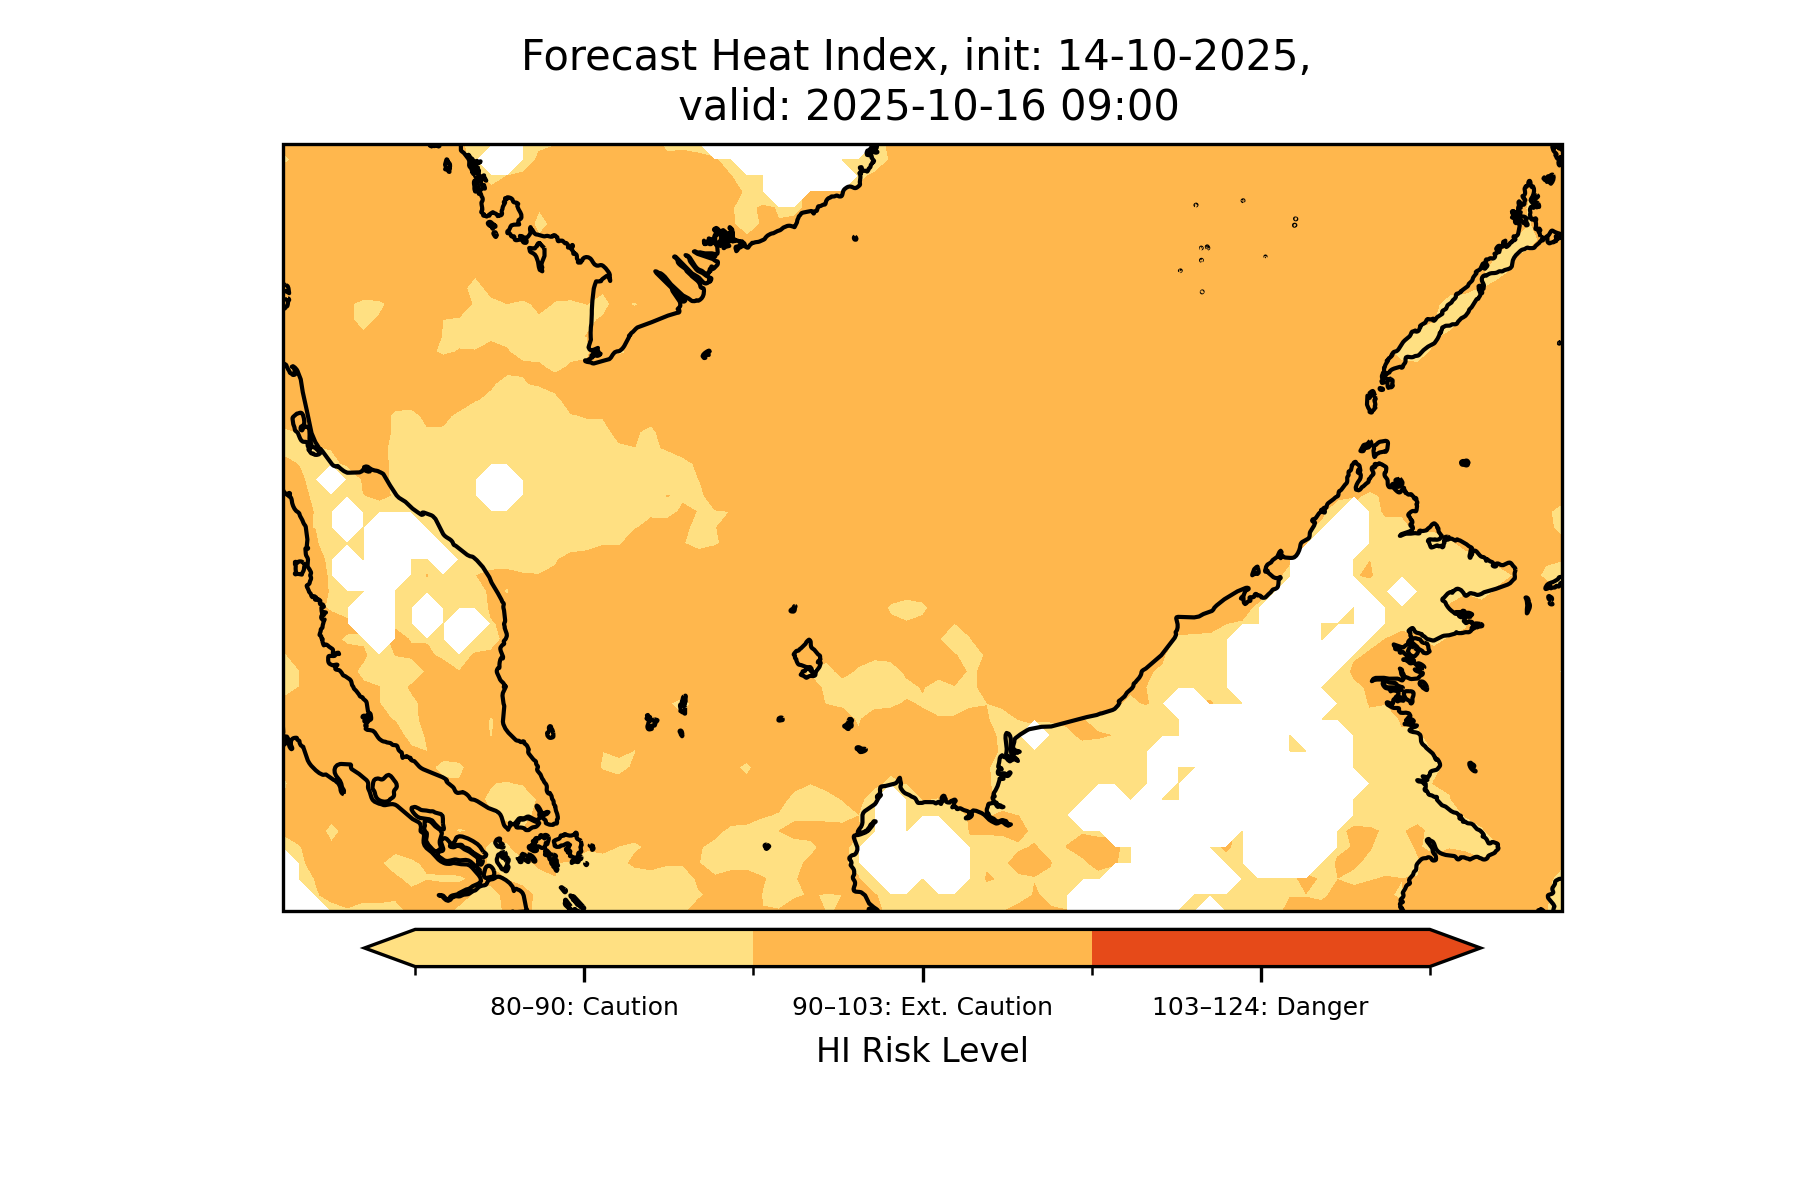 Forecast Heat Index, init: 14-10-2025,
valid: 2025-10-16 09:00
80–90: Caution
90–103: Ext. Caution
103–124: Danger
HI Risk Level